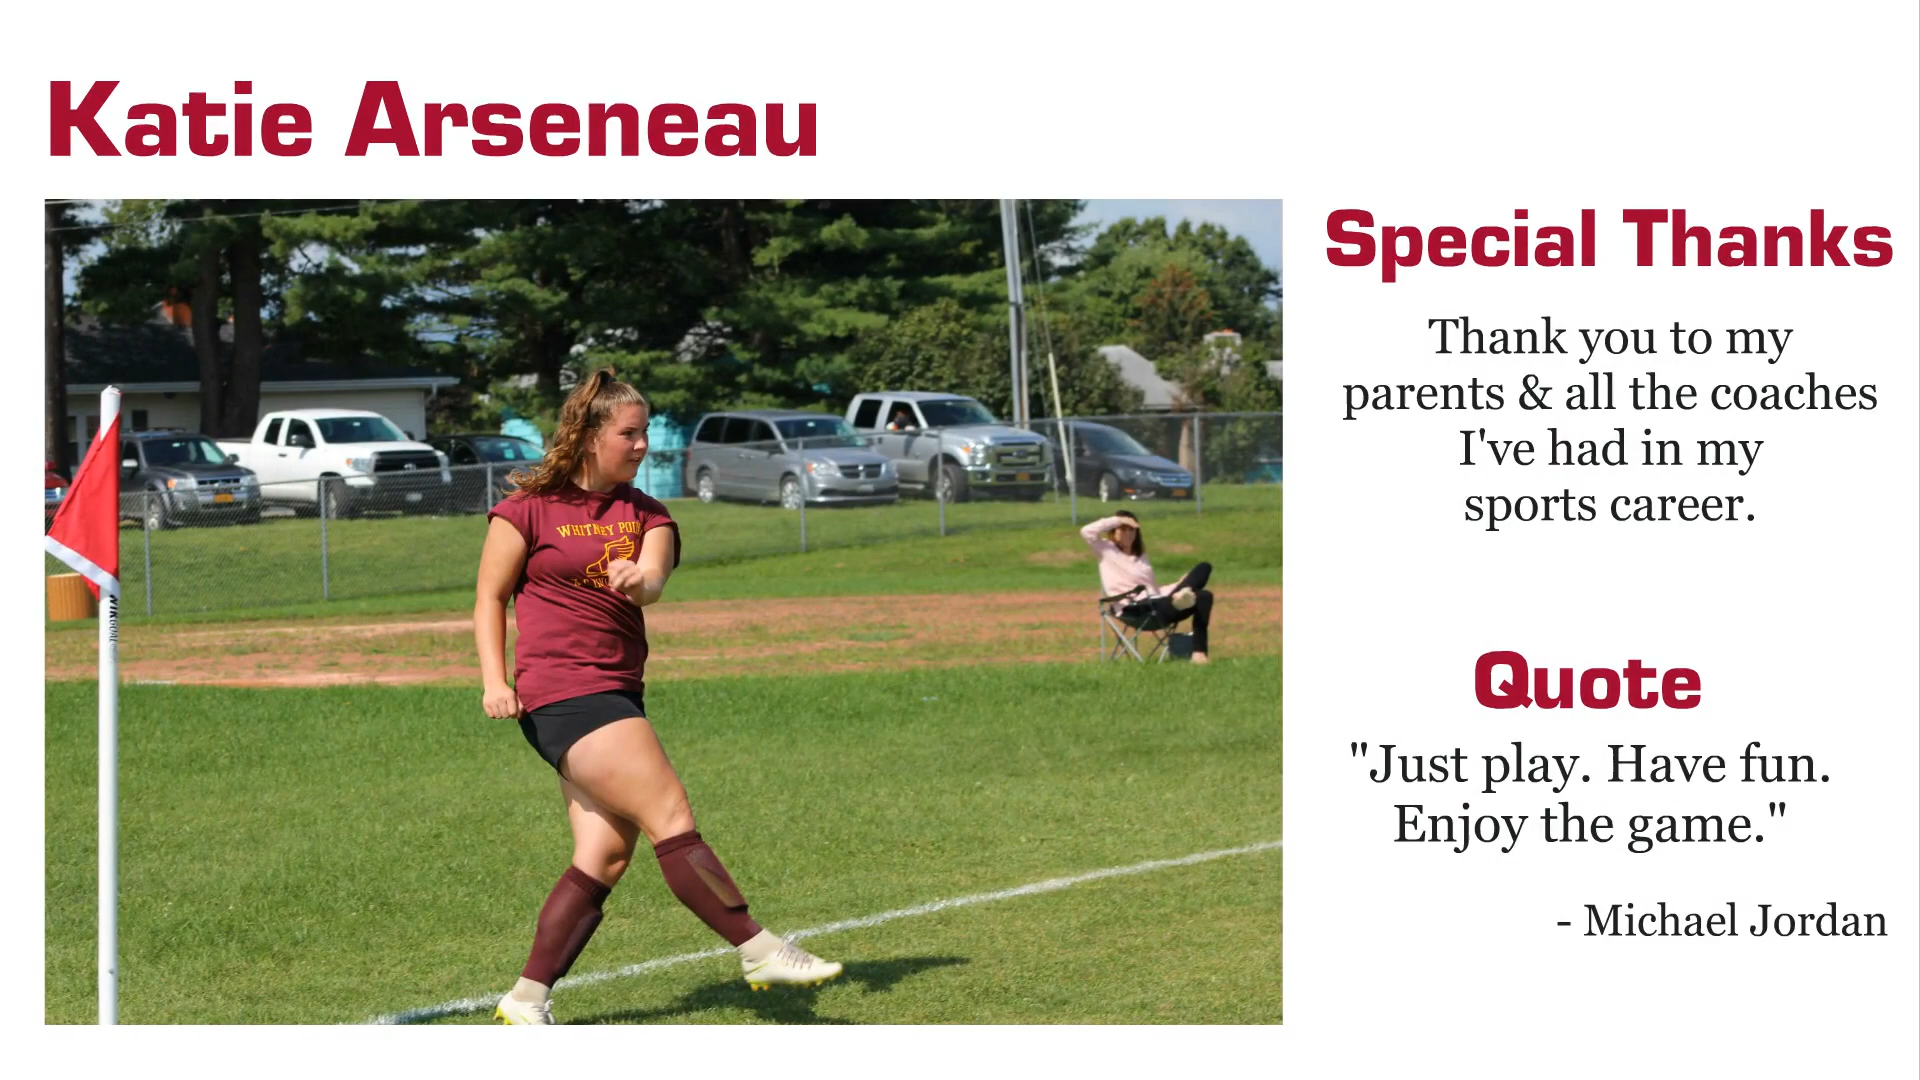 Katie Arseneau
Special Thanks
Thank you to my
parents & all the coaches
I've had in my
sports career.
Quote
"Just play. Have fun.
Enjoy the game."
- Michael Jordan
WHITNEY